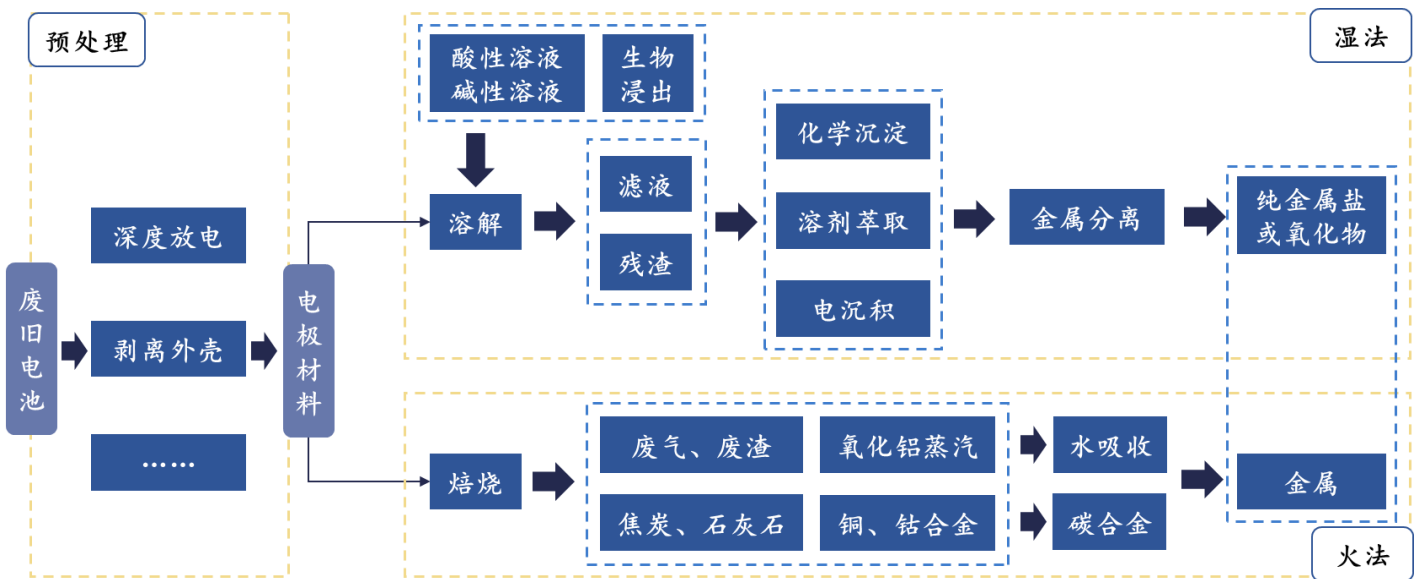 预处理
湿法
酸性溶液
碱性溶液
生物
浸出
化学沉淀
滤液
纯金属盐
或氧化物
深度放电
溶解
溶剂萃取
金属分离
残渣
废旧电池
剥离外壳
电极材料
电沉积
……
废气、废渣
氧化铝蒸汽
水吸收
焙烧
金属
焦炭、石灰石
铜、钴合金
碳合金
火法